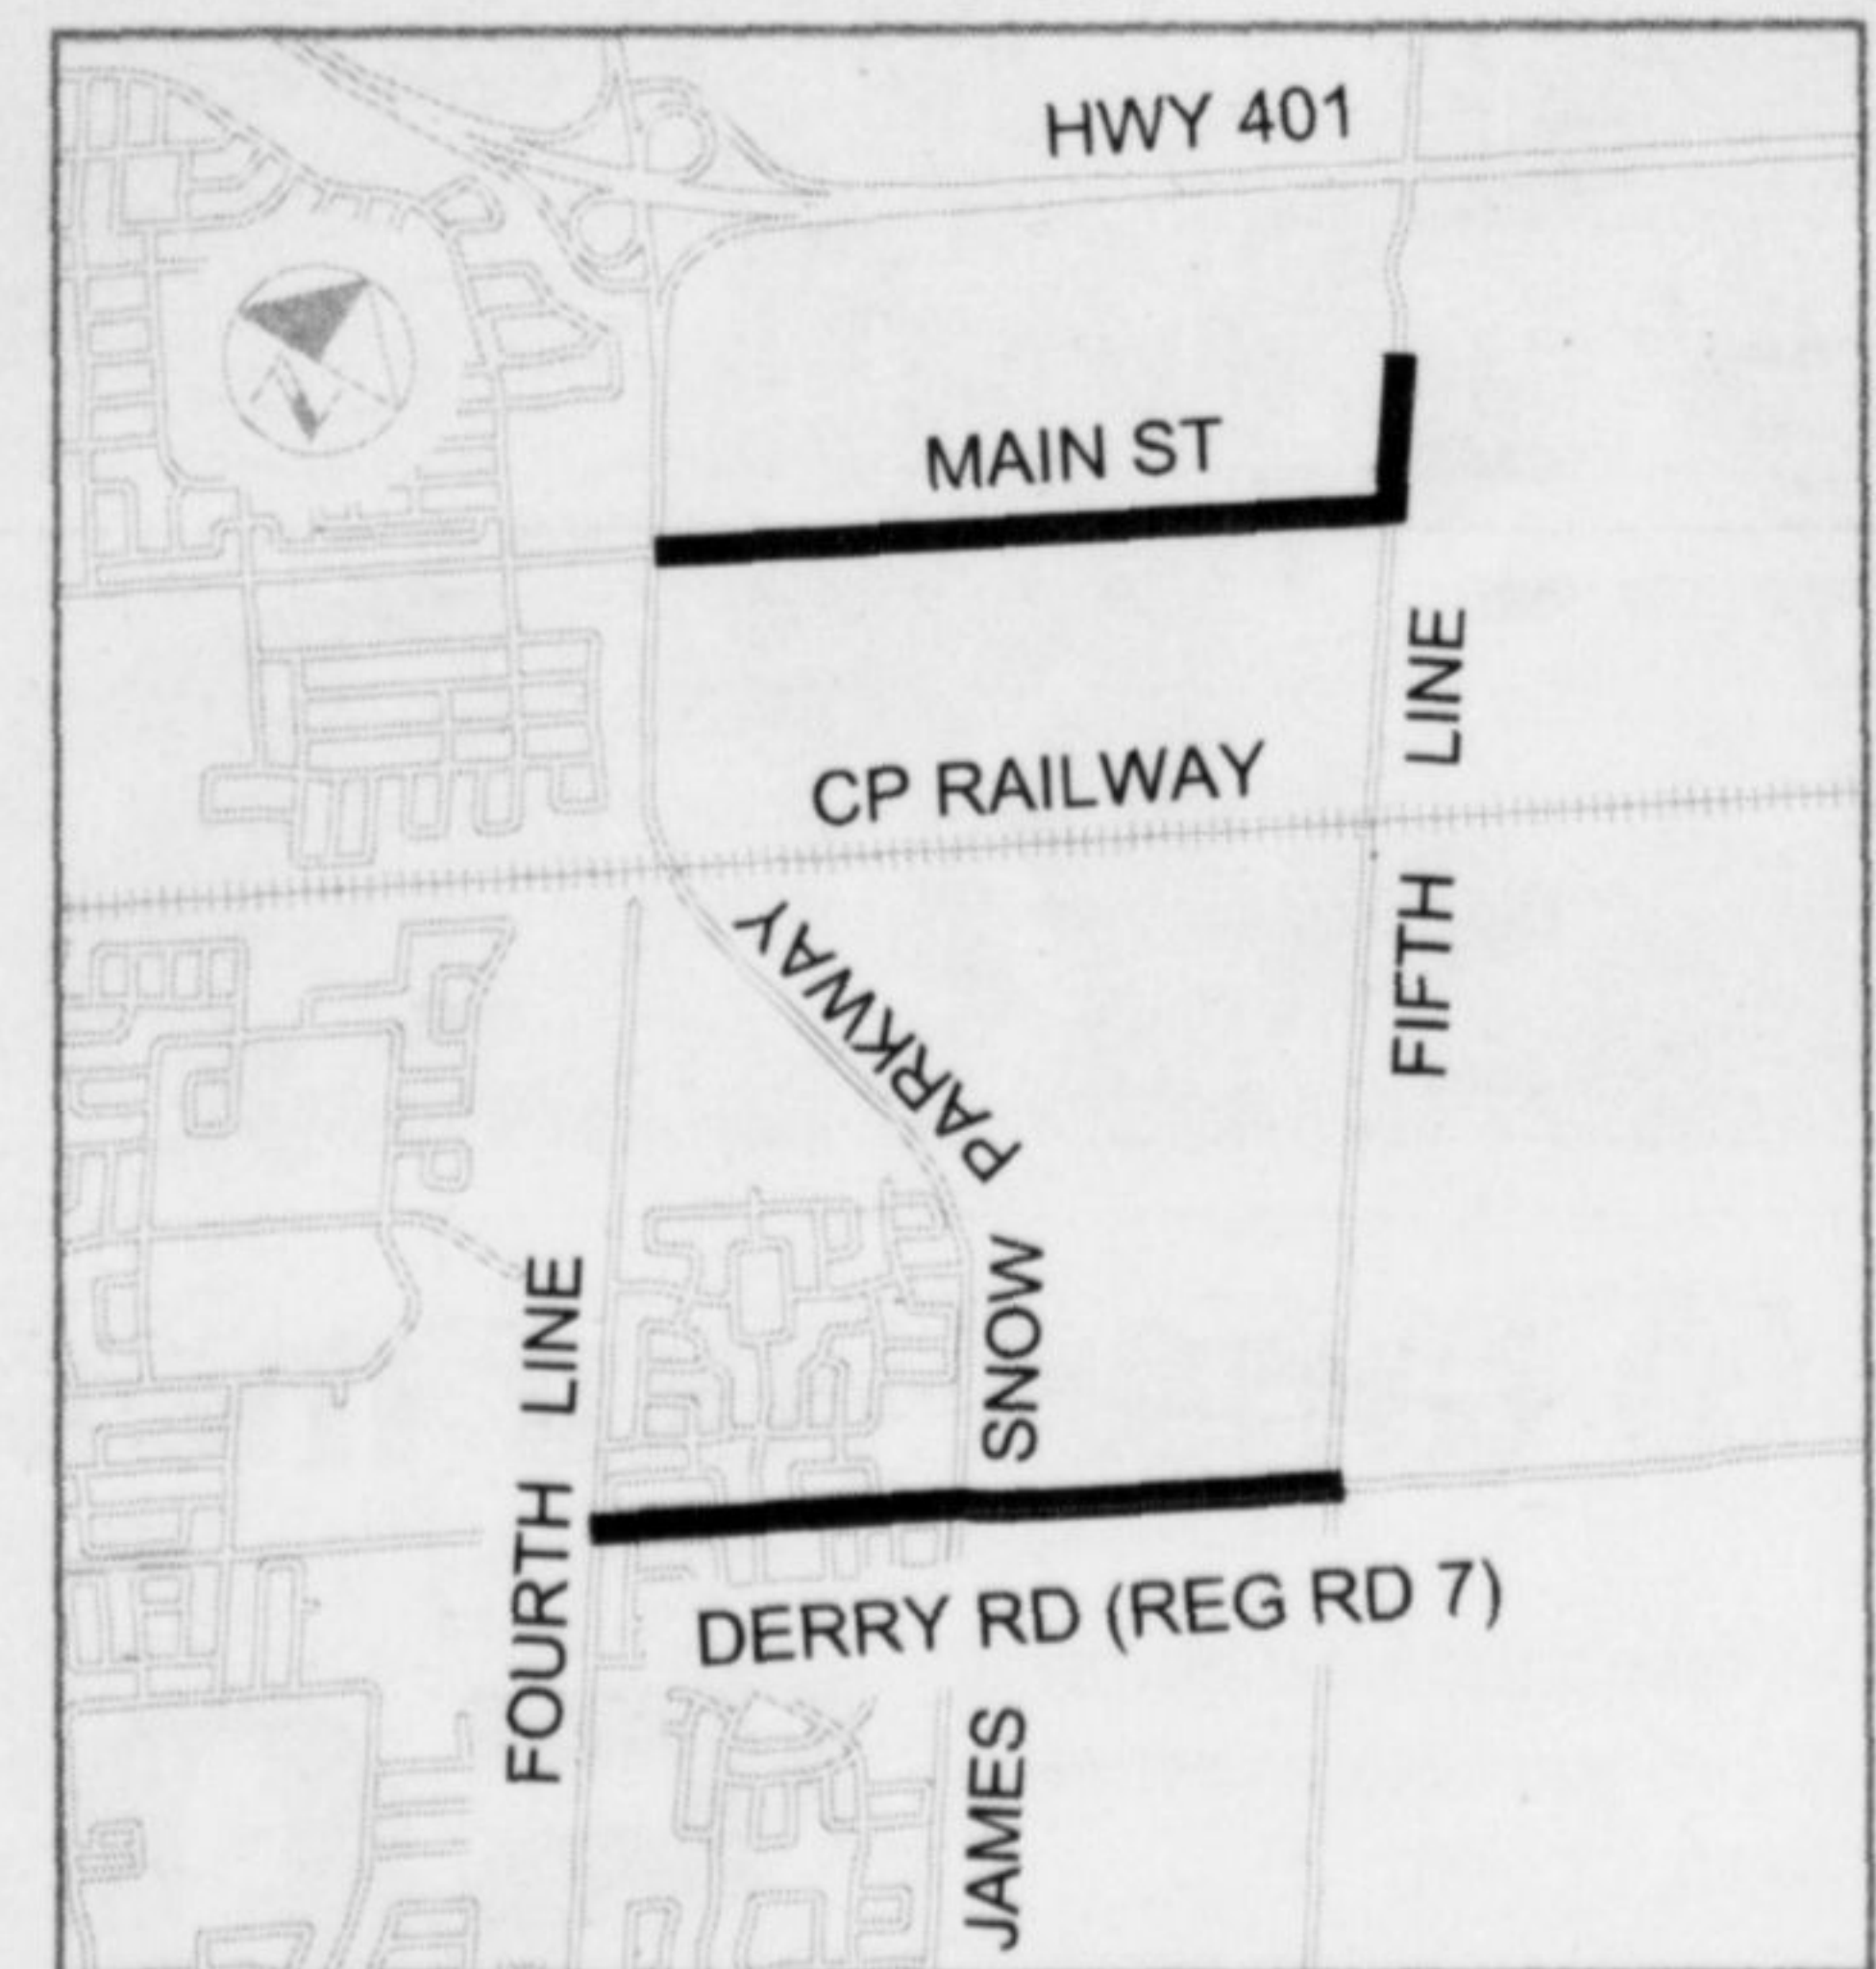 HWY 401
MAIN ST
CP RAILWAY
FIFTH LINE
JAMES SNOW PARKWAY
FOURTH LINE
DERRY RD (REG RD 7)